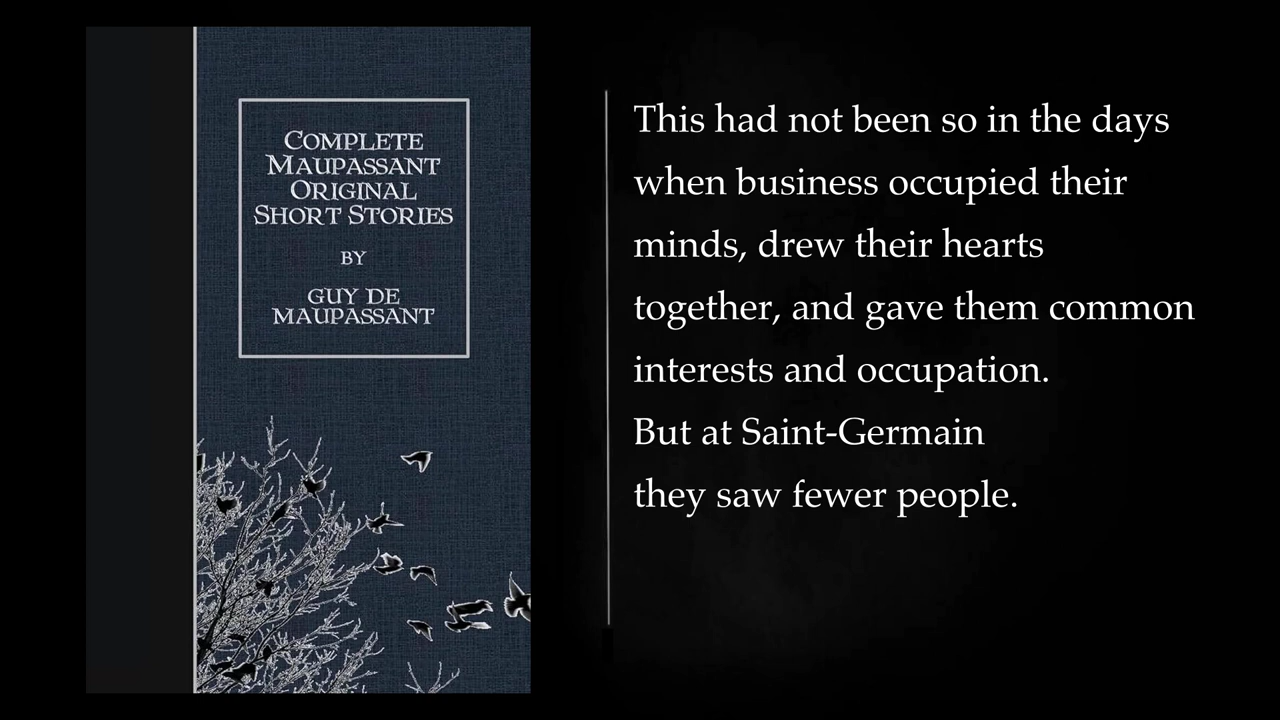 COMPLETE
MAUPASSANT
ORIGINAL
SHORT STORIES
BY
GUY DE
MAUPASSANT
This had not been so in the days
when business occupied their
minds, drew their hearts
together, and gave them common
interests and occupation.
But at Saint-Germain
they saw fewer people.